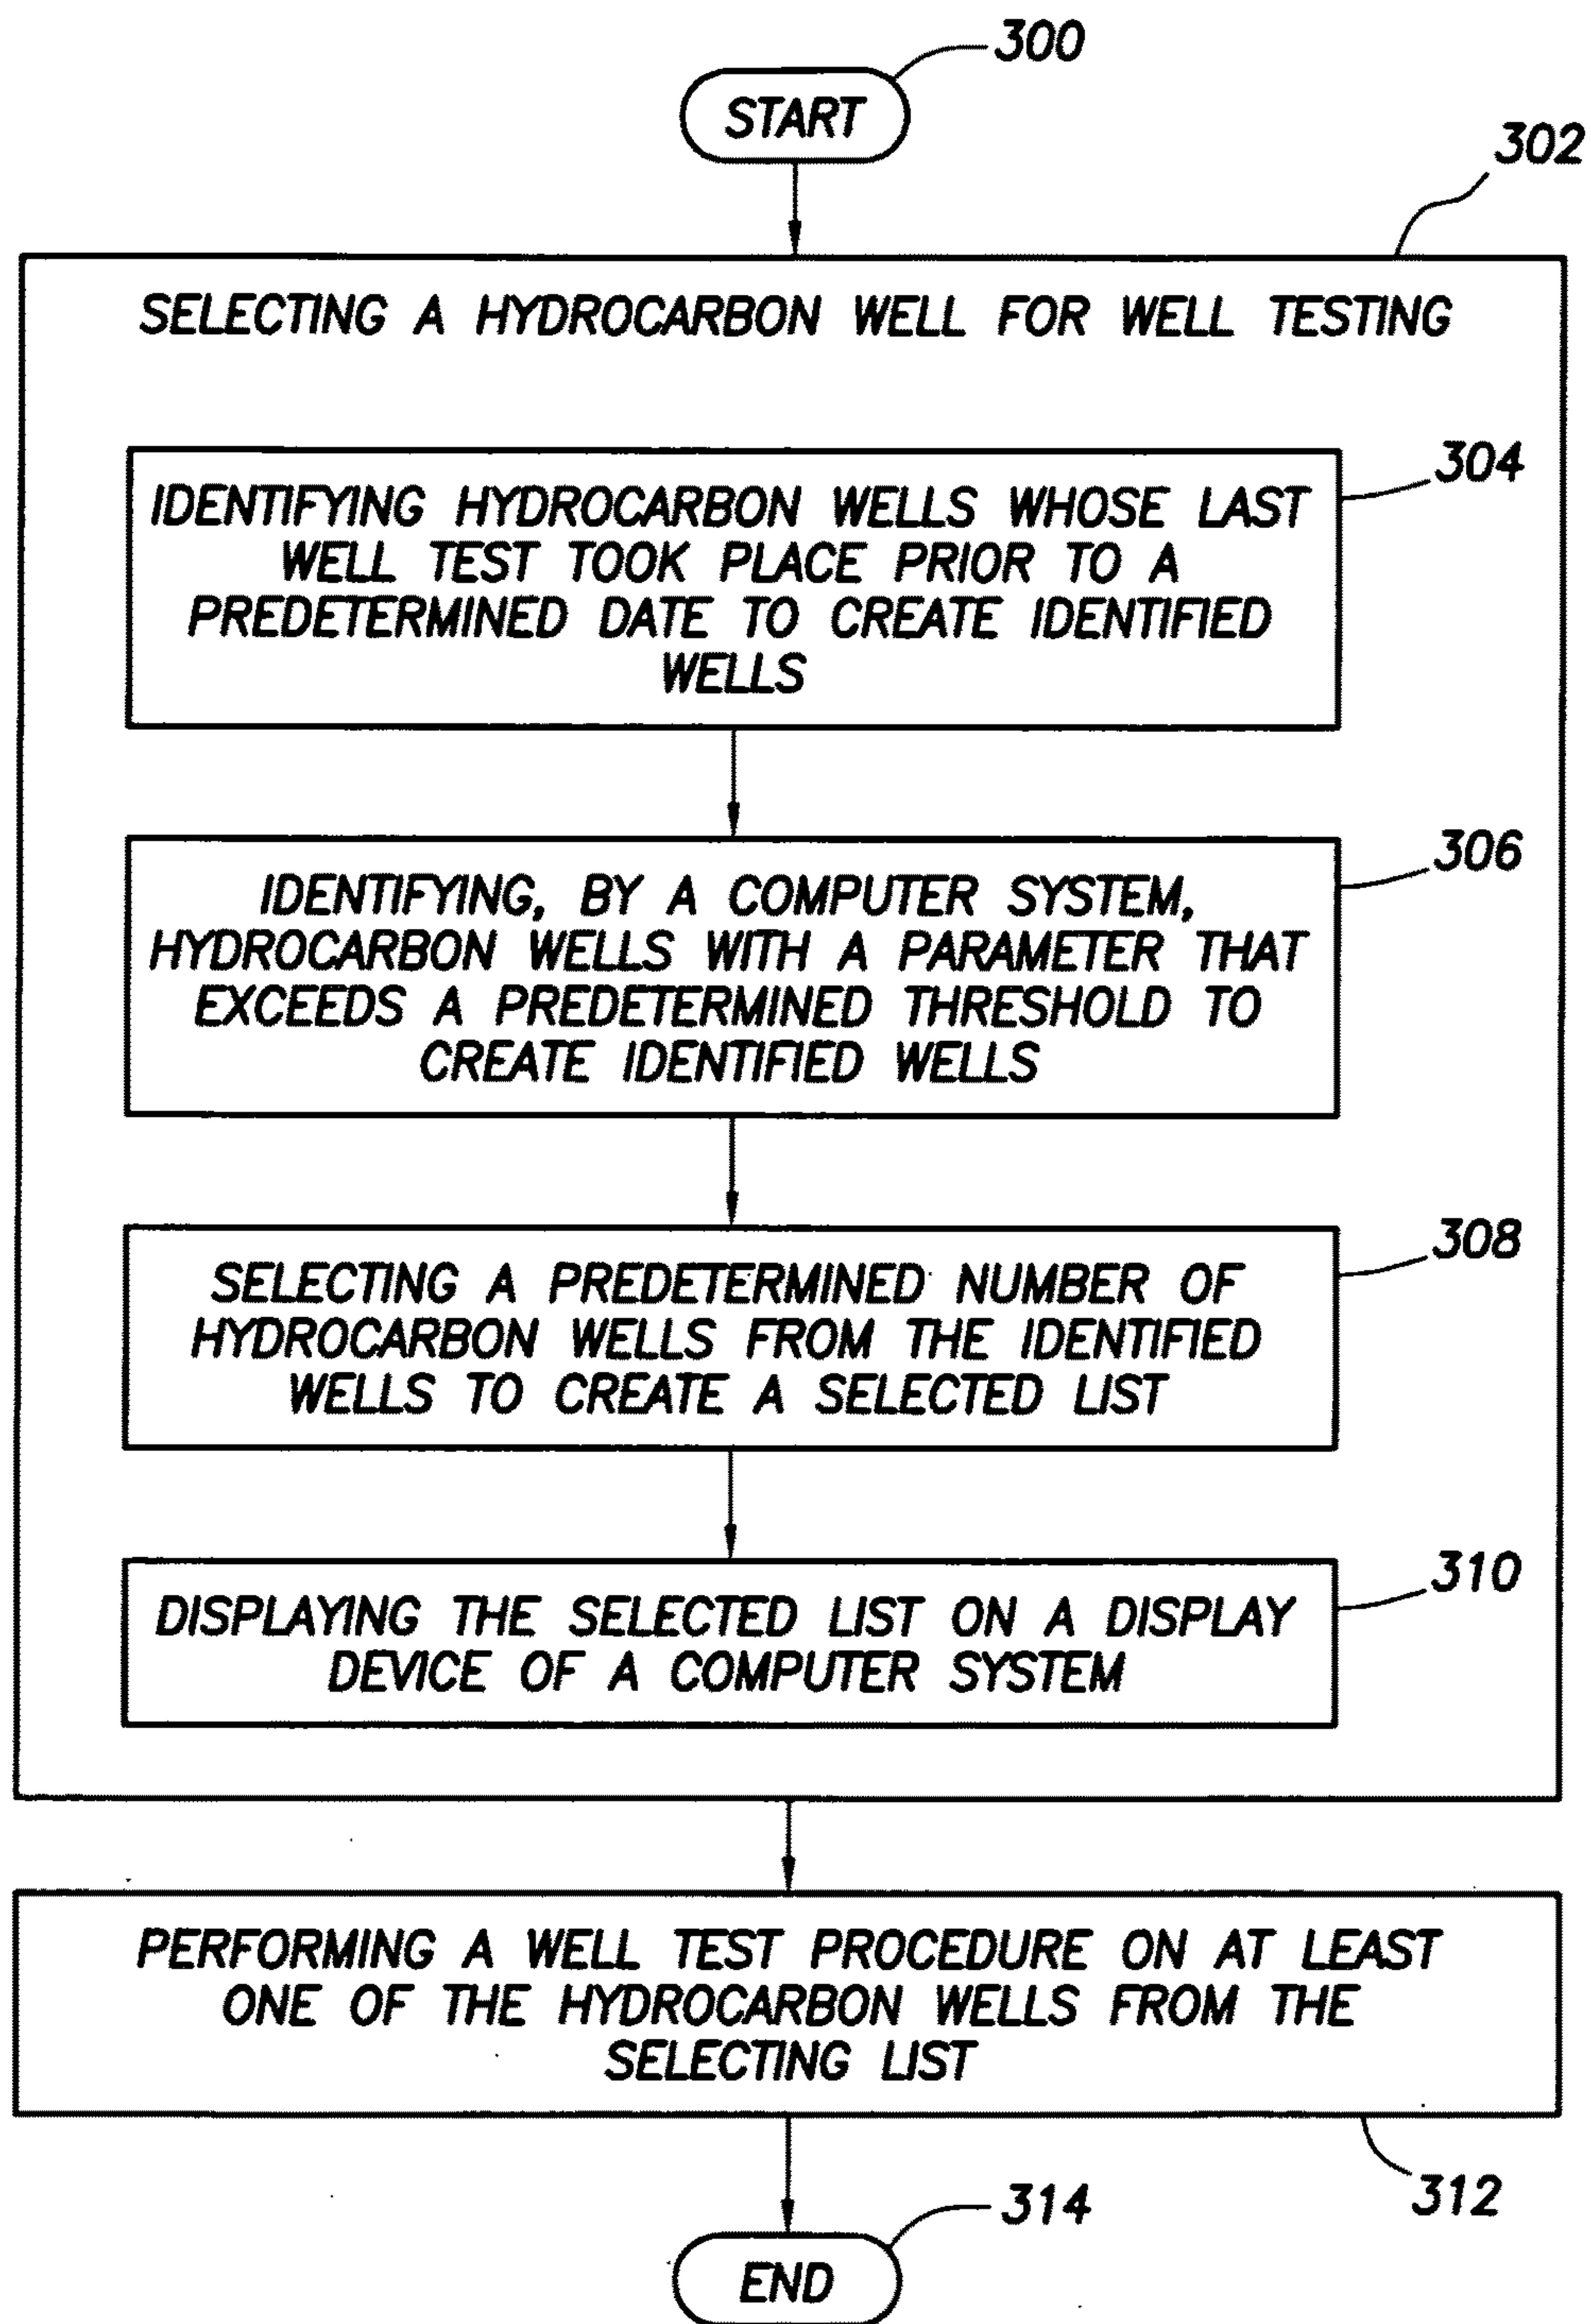 300
START
302
SELECTING A HYDROCARBON WELL FOR WELL TESTING
304
IDENTIFYING HYDROCARBON WELLS WHOSE LAST
WELL TEST TOOK PLACE PRIOR TO A
PREDETERMINED DATE TO CREATE IDENTIFIED
WELLS
306
IDENTIFYING, BY A COMPUTER SYSTEM,
HYDROCARBON WELLS WITH A PARAMETER THAT
EXCEEDS A PREDETERMINED THRESHOLD TO
CREATE IDENTIFIED WELLS
308
SELECTING A PREDETERMINED NUMBER OF
HYDROCARBON WELLS FROM THE IDENTIFIED
WELLS TO CREATE A SELECTED LIST
310
DISPLAYING THE SELECTED LIST ON A DISPLAY
DEVICE OF A COMPUTER SYSTEM
PERFORMING A WELL TEST PROCEDURE ON AT LEAST
ONE OF THE HYDROCARBON WELLS FROM THE
SELECTING LIST
312
314
END